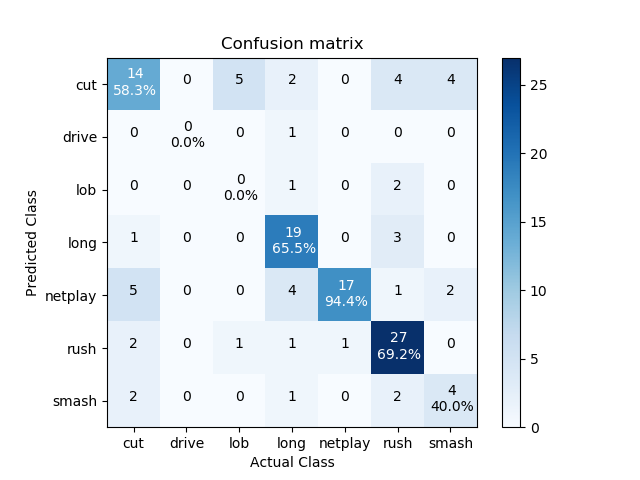 Confusion matrix
cut 14 0 5 2 0 4 4
58.3%
drive 0 0 0 1 0 0 0
0.0%
lob 0 0 0 1 0 2 0
0.0%
long 1 0 0 19 0 3 0
65.5%
netplay 5 0 0 4 17 1 2
94.4%
rush 2 0 1 1 1 27 0
69.2%
smash 2 0 0 1 0 2 4
40.0%
cut drive lob long netplay rush smash
Actual Class
Predicted Class
25
20
15
10
5
0